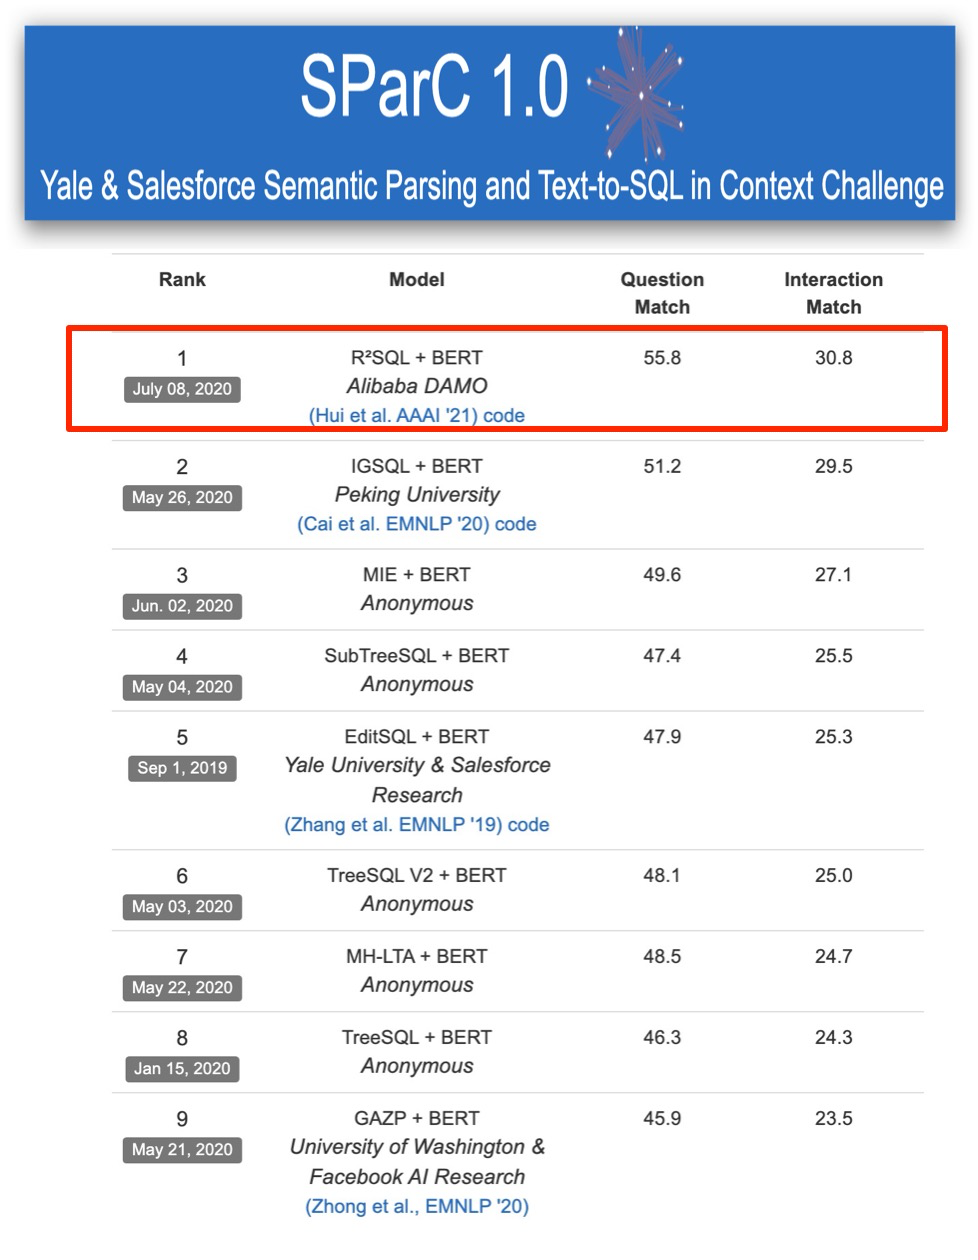 SParC 1.0
Yale & Salesforce Semantic Parsing and Text-to-SQL in Context Challenge
Rank Model Question Match Interaction Match
1 R²SQL + BERT 55.8 30.8
July 08, 2020 Alibaba DAMO
(Hui et al. AAAI '21) code
2 IGSQL + BERT 51.2 29.5
May 26, 2020 Peking University
(Cai et al. EMNLP '20) code
3 MIE + BERT 49.6 27.1
Jun. 02, 2020 Anonymous
4 SubTreeSQL + BERT 47.4 25.5
May 04, 2020 Anonymous
5 EditSQL + BERT 47.9 25.3
Sep 1, 2019 Yale University & Salesforce
Research
(Zhang et al. EMNLP '19) code
6 TreeSQL V2 + BERT 48.1 25.0
May 03, 2020 Anonymous
7 MH-LTA + BERT 48.5 24.7
May 22, 2020 Anonymous
8 TreeSQL + BERT 46.3 24.3
Jan 15, 2020 Anonymous
9 GAZP + BERT 45.9 23.5
May 21, 2020 University of Washington &
Facebook AI Research
(Zhong et al., EMNLP '20)